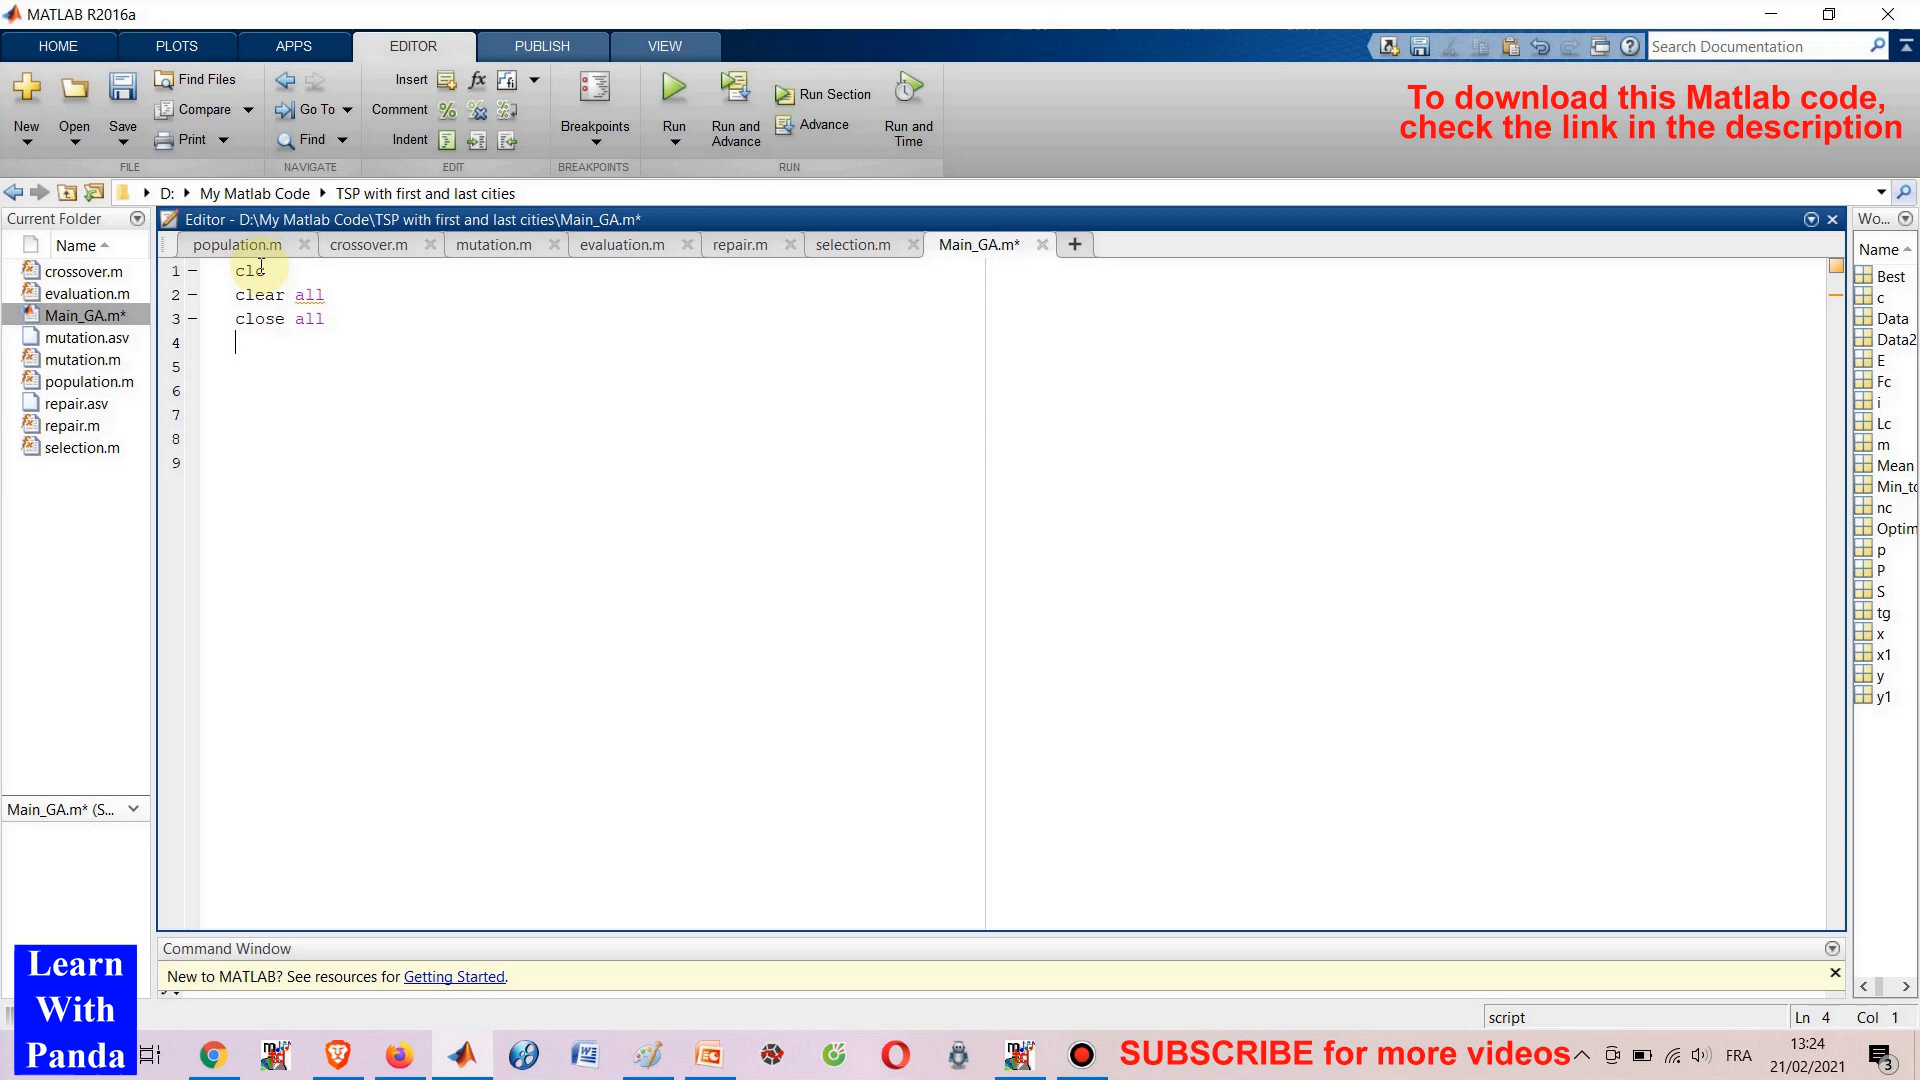 MATLAB R2016a
HOME PLOTS APPS EDITOR PUBLISH VIEW
Search Documentation
New Open Save
Find Files
Compare
Print
Go To
Find
Insert
Comment
Indent
Breakpoints
Run
Run and Advance
Run Section
Advance
Run and Time
FILE NAVIGATE EDIT BREAKPOINTS RUN
To download this Matlab code,
check the link in the description
D: My Matlab Code TSP with first and last cities
Current Folder
Name
crossover.m
evaluation.m
Main_GA.m*
mutation.asv
mutation.m
population.m
repair.asv
repair.m
selection.m
Main_GA.m* (S...
Editor - D:\My Matlab Code\TSP with first and last cities\Main_GA.m*
population.m crossover.m mutation.m evaluation.m repair.m selection.m Main_GA.m*
1 clc
2 clear all
3 close all
4
5
6
7
8
9
Wo...
Name
Best
c
Data
Data2
E
Fc
i
Lc
m
Mean
Min_tc
nc
Optim
p
P
S
tg
x
x1
y
y1
Command Window
New to MATLAB? See resources for Getting Started.
script
Ln 4 Col 1
Learn
With
Panda
SUBSCRIBE for more videos
FRA
13:24
21/02/2021
3